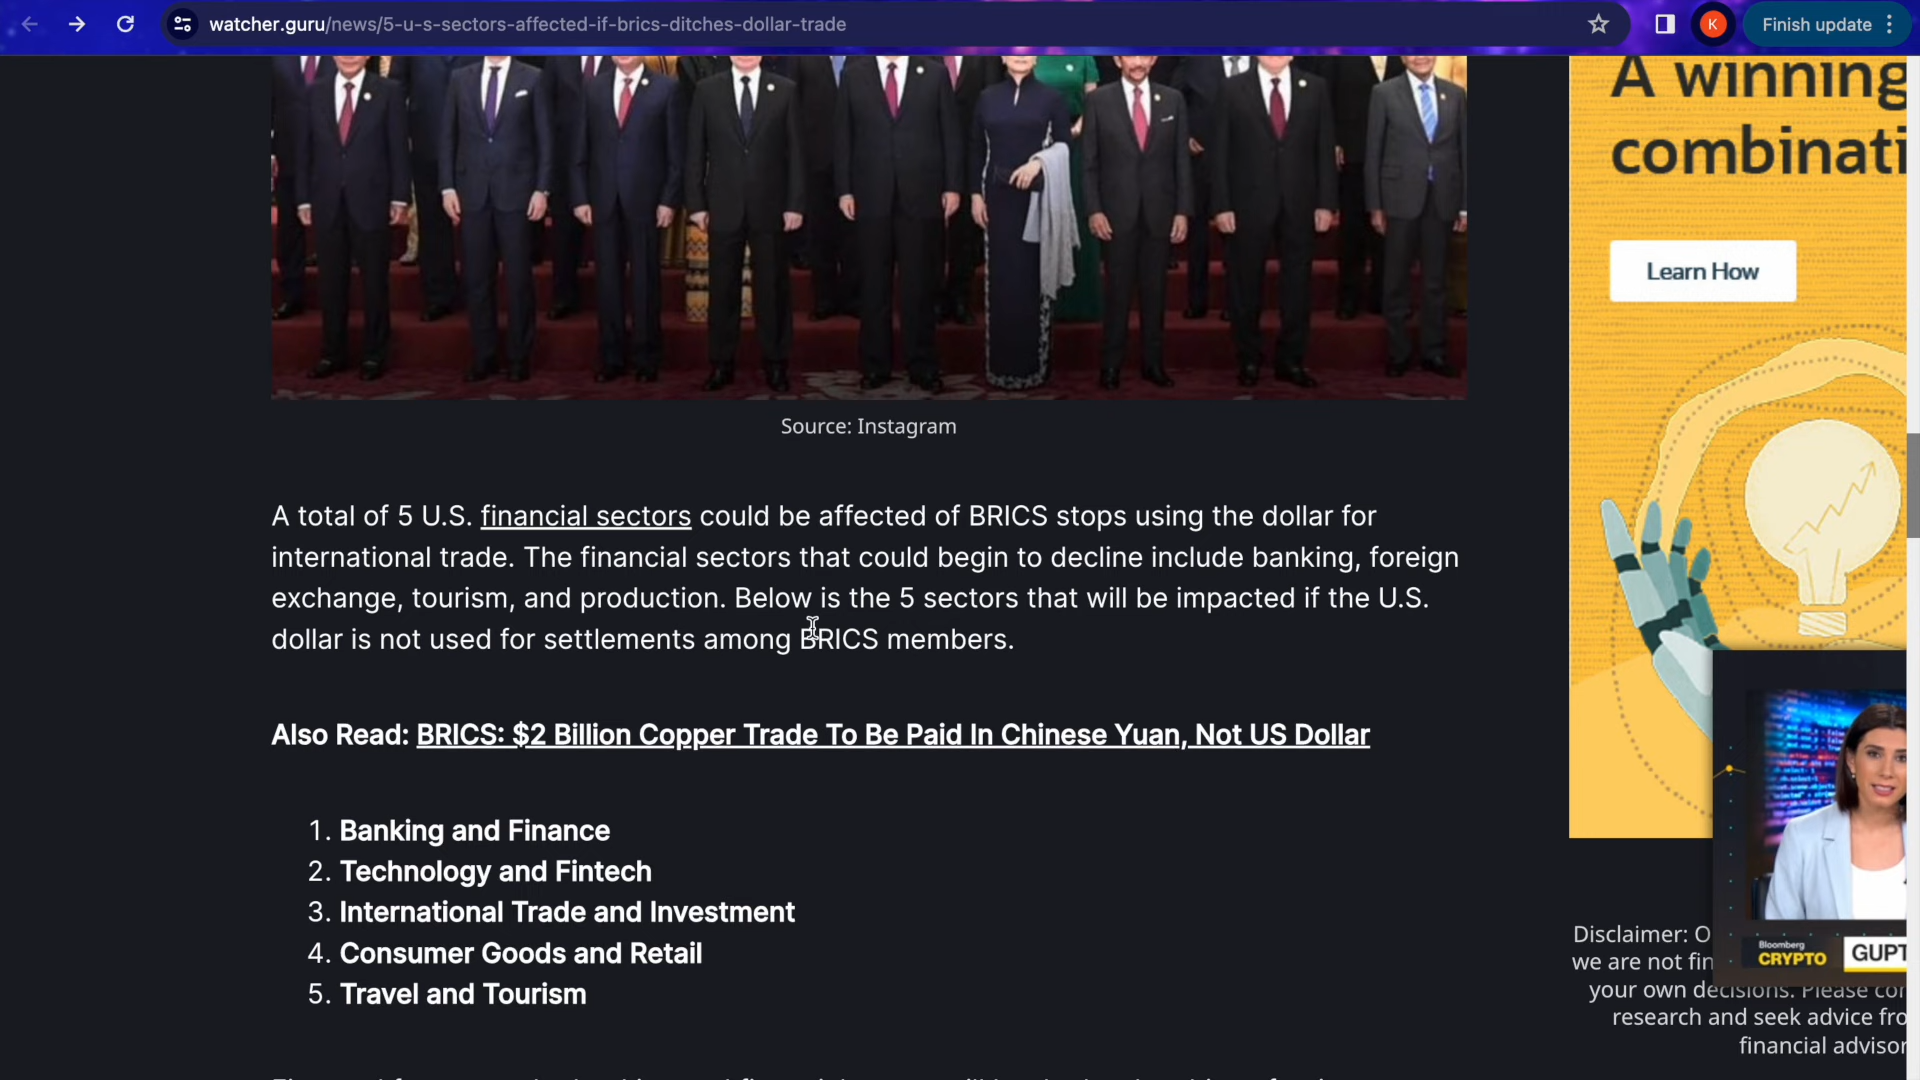 watcher.guru/news/5-u-s-sectors-affected-if-brics-ditches-dollar-trade
K
Finish update
A winning
combinati
Learn How
Source: Instagram
A total of 5 U.S. financial sectors could be affected of BRICS stops using the dollar for
international trade. The financial sectors that could begin to decline include banking, foreign
exchange, tourism, and production. Below is the 5 sectors that will be impacted if the U.S.
dollar is not used for settlements among BRICS members.
Also Read: BRICS: $2 Billion Copper Trade To Be Paid In Chinese Yuan, Not US Dollar
1. Banking and Finance
2. Technology and Fintech
3. International Trade and Investment
4. Consumer Goods and Retail
5. Travel and Tourism
Bloomberg
CRYPTO
GUPT
Disclaimer: O
we are not fin
your own decisions. Please cor
research and seek advice fro
financial advisor